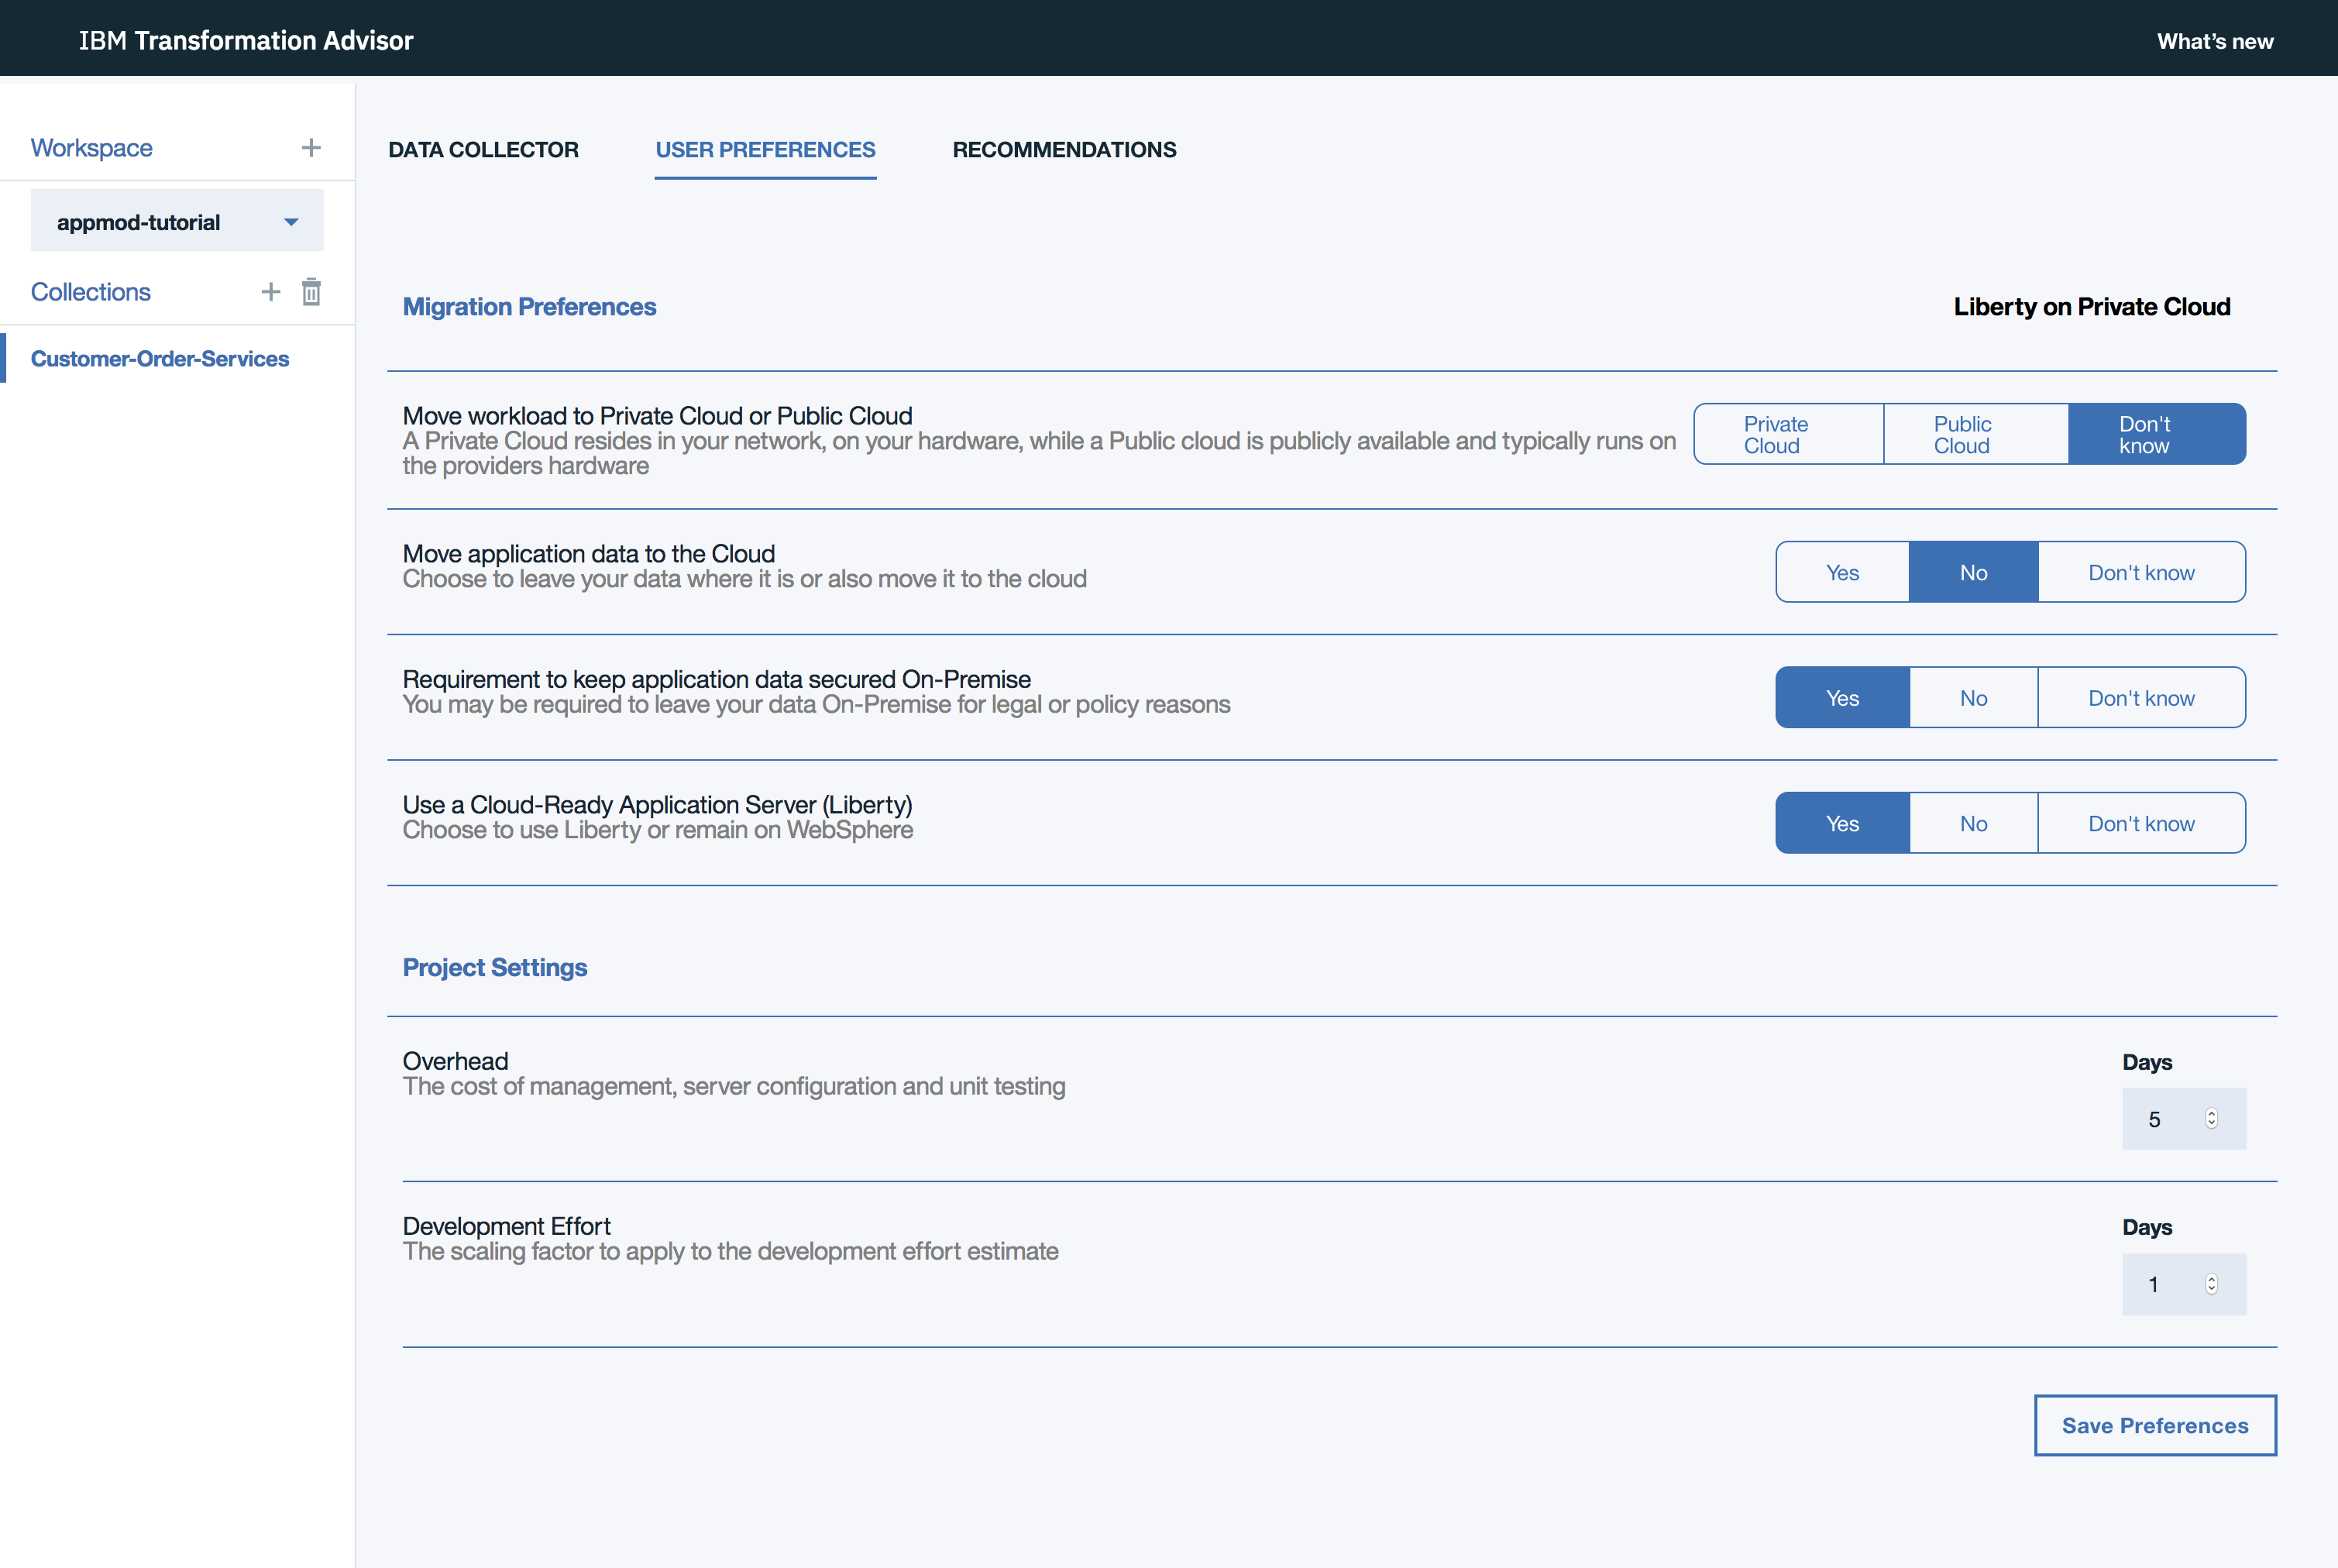 IBM Transformation Advisor
What's new
Workspace
appmod-tutorial
Collections
Customer-Order-Services
DATA COLLECTOR
USER PREFERENCES
RECOMMENDATIONS
Migration Preferences
Liberty on Private Cloud
Move workload to Private Cloud or Public Cloud
A Private Cloud resides in your network, on your hardware, while a Public cloud is publicly available and typically runs on
the providers hardware
Private
Cloud
Public
Cloud
Don't
know
Move application data to the Cloud
Choose to leave your data where it is or also move it to the cloud
Yes
No
Don't know
Requirement to keep application data secured On-Premise
You may be required to leave your data On-Premise for legal or policy reasons
Yes
No
Don't know
Use a Cloud-Ready Application Server (Liberty)
Choose to use Liberty or remain on WebSphere
Yes
No
Don't know
Project Settings
Overhead
The cost of management, server configuration and unit testing
Days
5
Development Effort
The scaling factor to apply to the development effort estimate
Days
1
Save Preferences